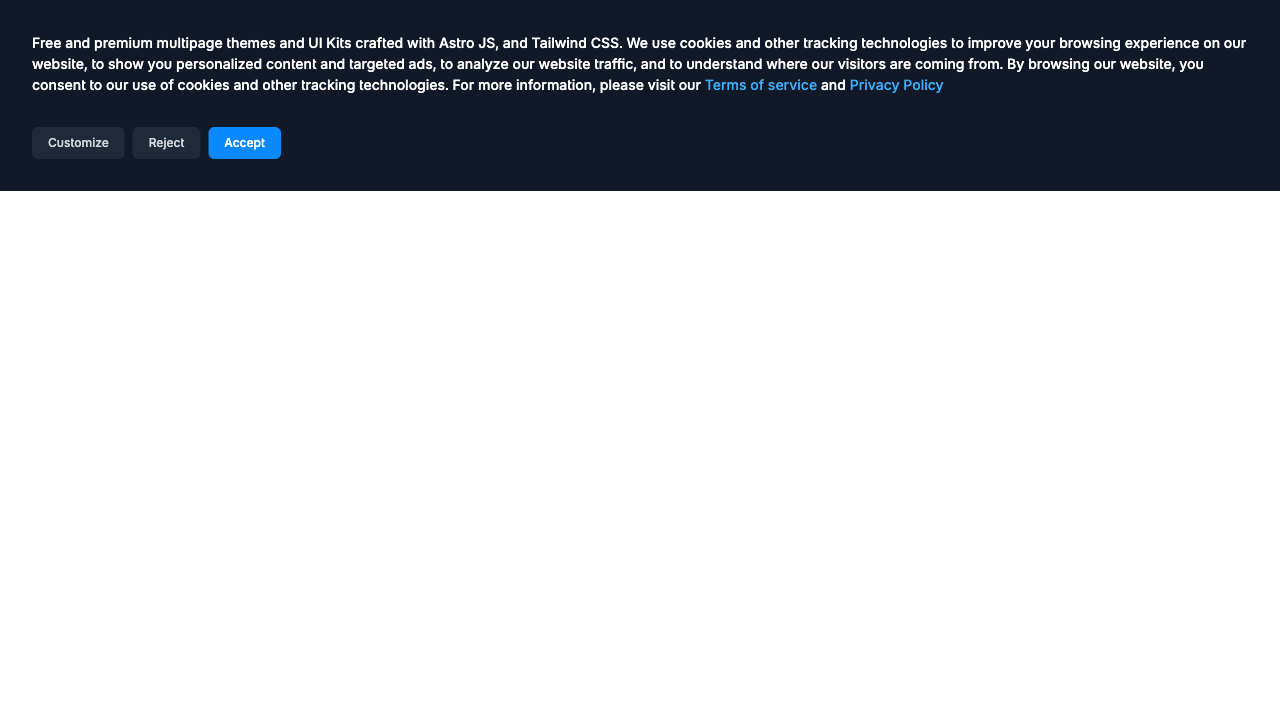 Free and premium multipage themes and UI Kits crafted with Astro JS, and Tailwind CSS. We use cookies and other tracking technologies to improve your browsing experience on our
website, to show you personalized content and targeted ads, to analyze our website traffic, and to understand where our visitors are coming from. By browsing our website, you
consent to our use of cookies and other tracking technologies. For more information, please visit our Terms of service and Privacy Policy
Customize Reject Accept